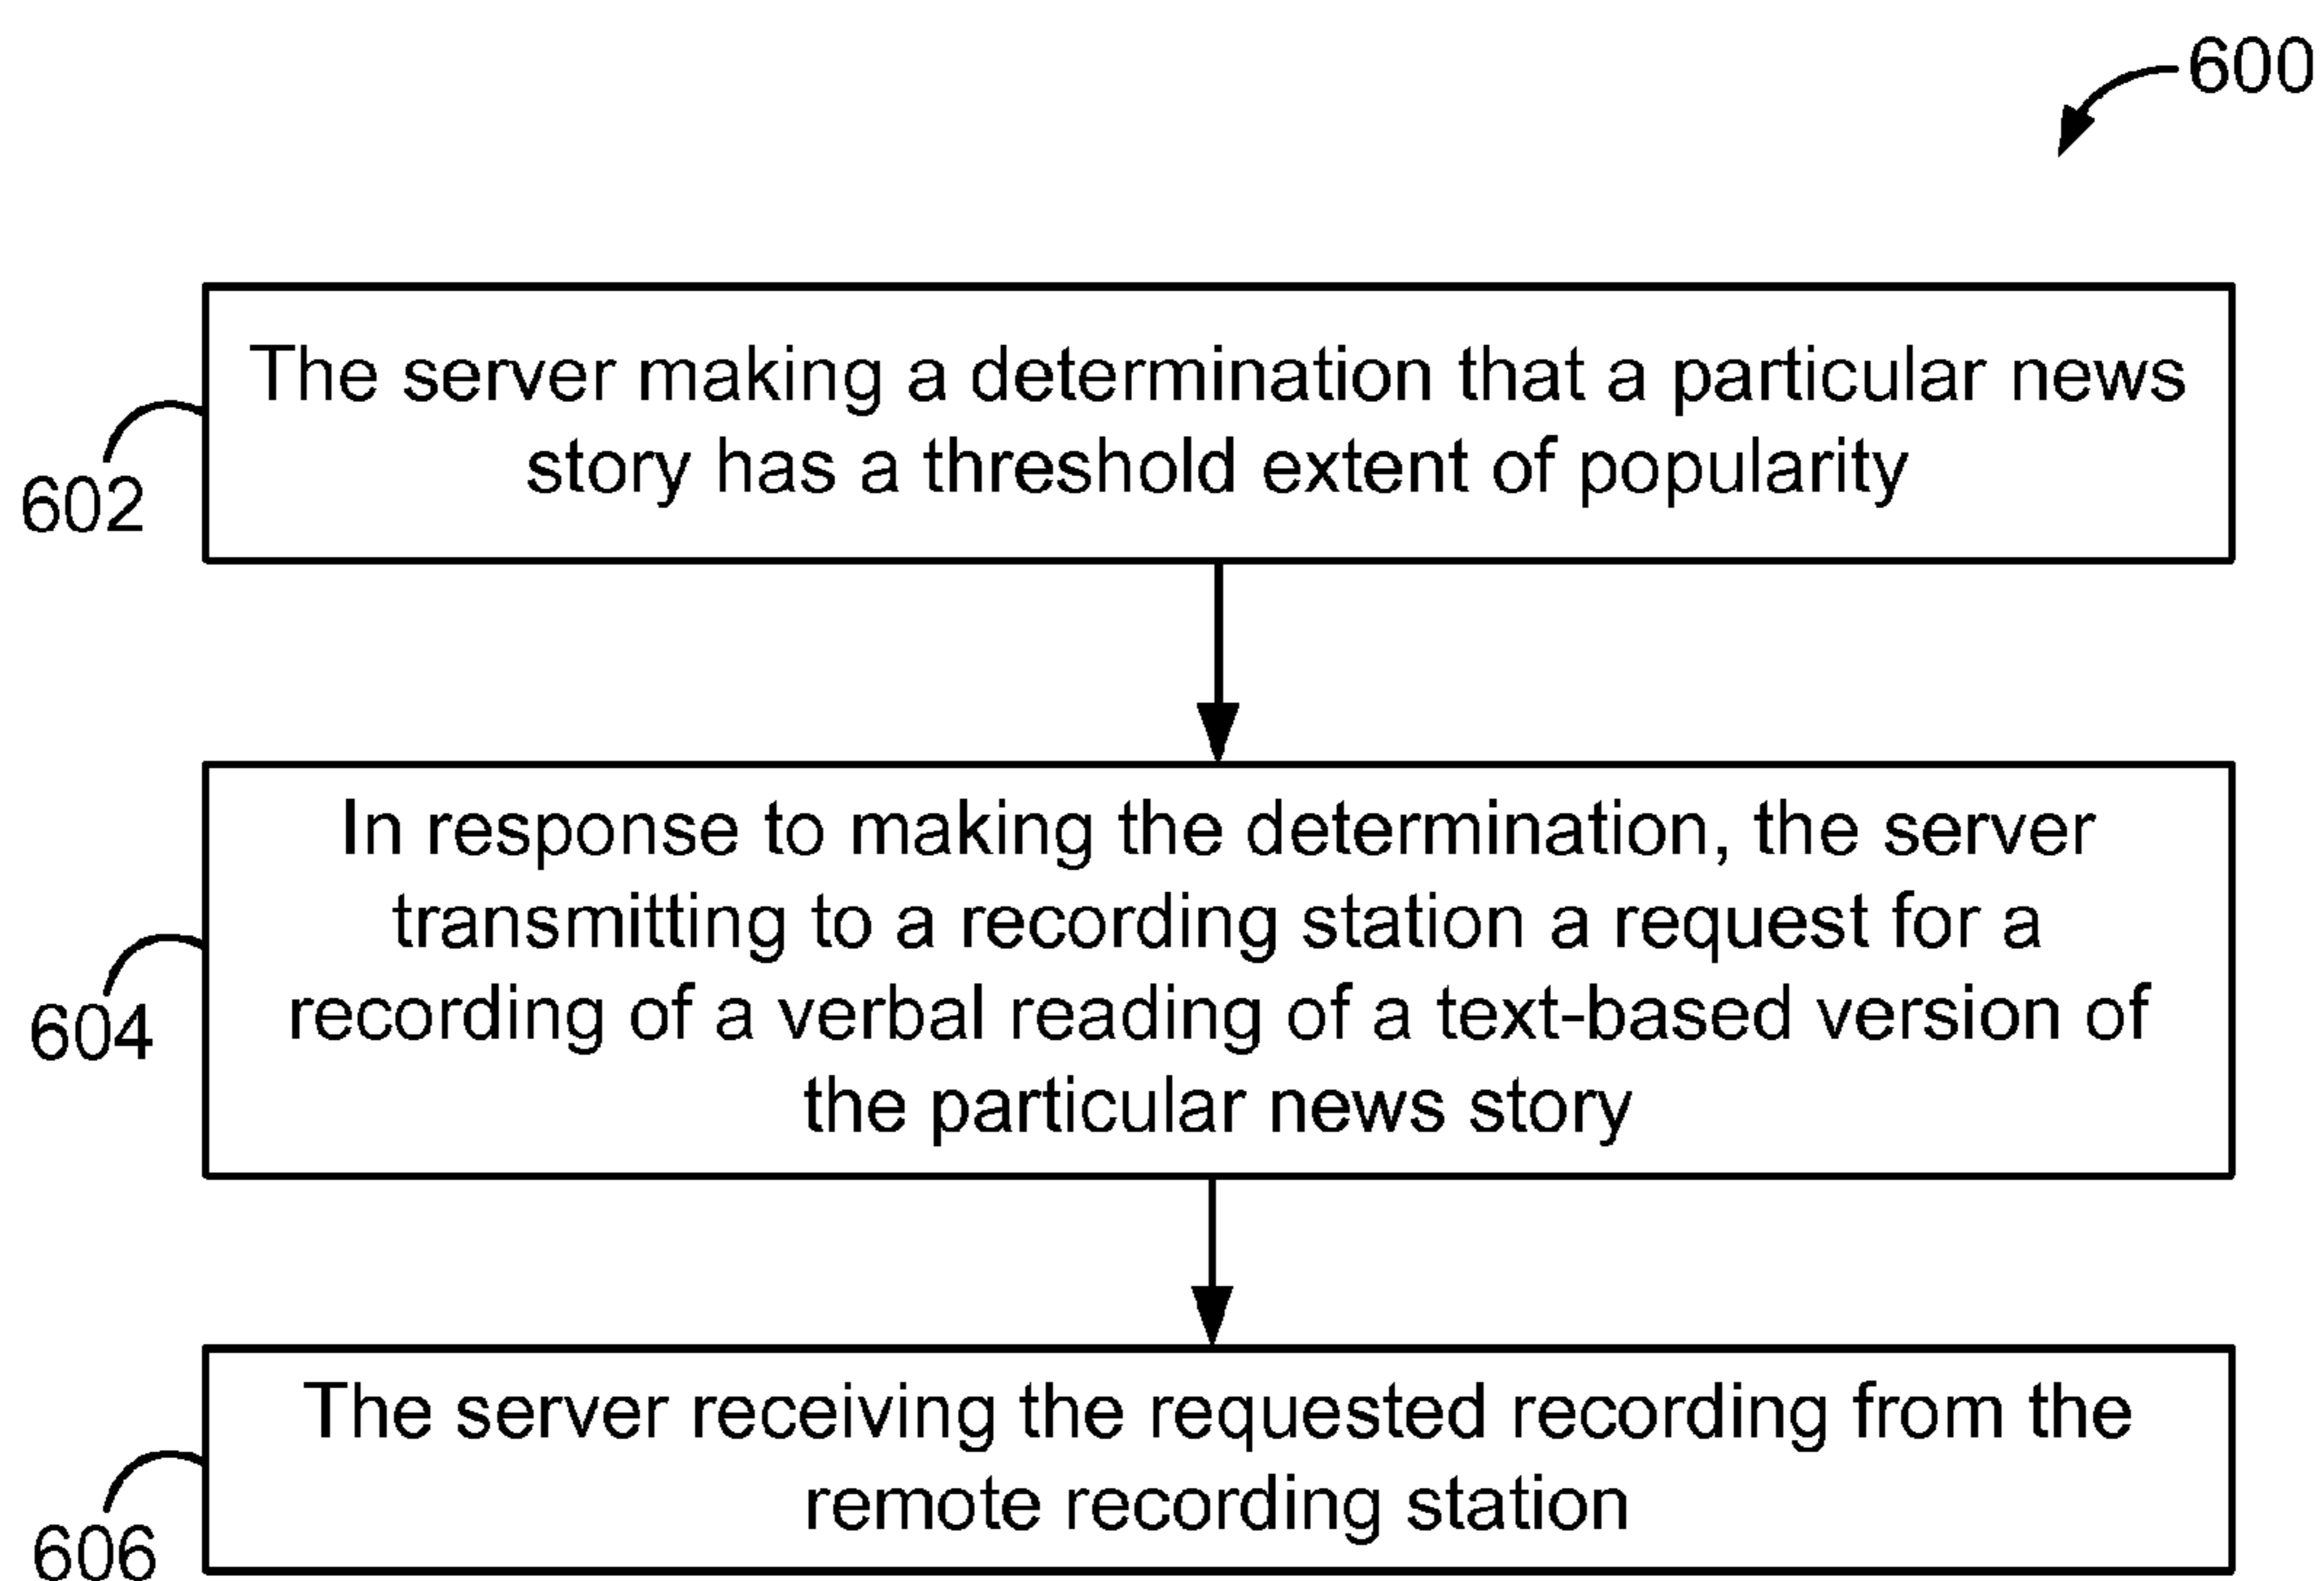 600
The server making a determination that a particular news
story has a threshold extent of popularity
602
In response to making the determination, the server
transmitting to a recording station a request for a
recording of a verbal reading of a text-based version of
the particular news story
604
The server receiving the requested recording from the
remote recording station
606